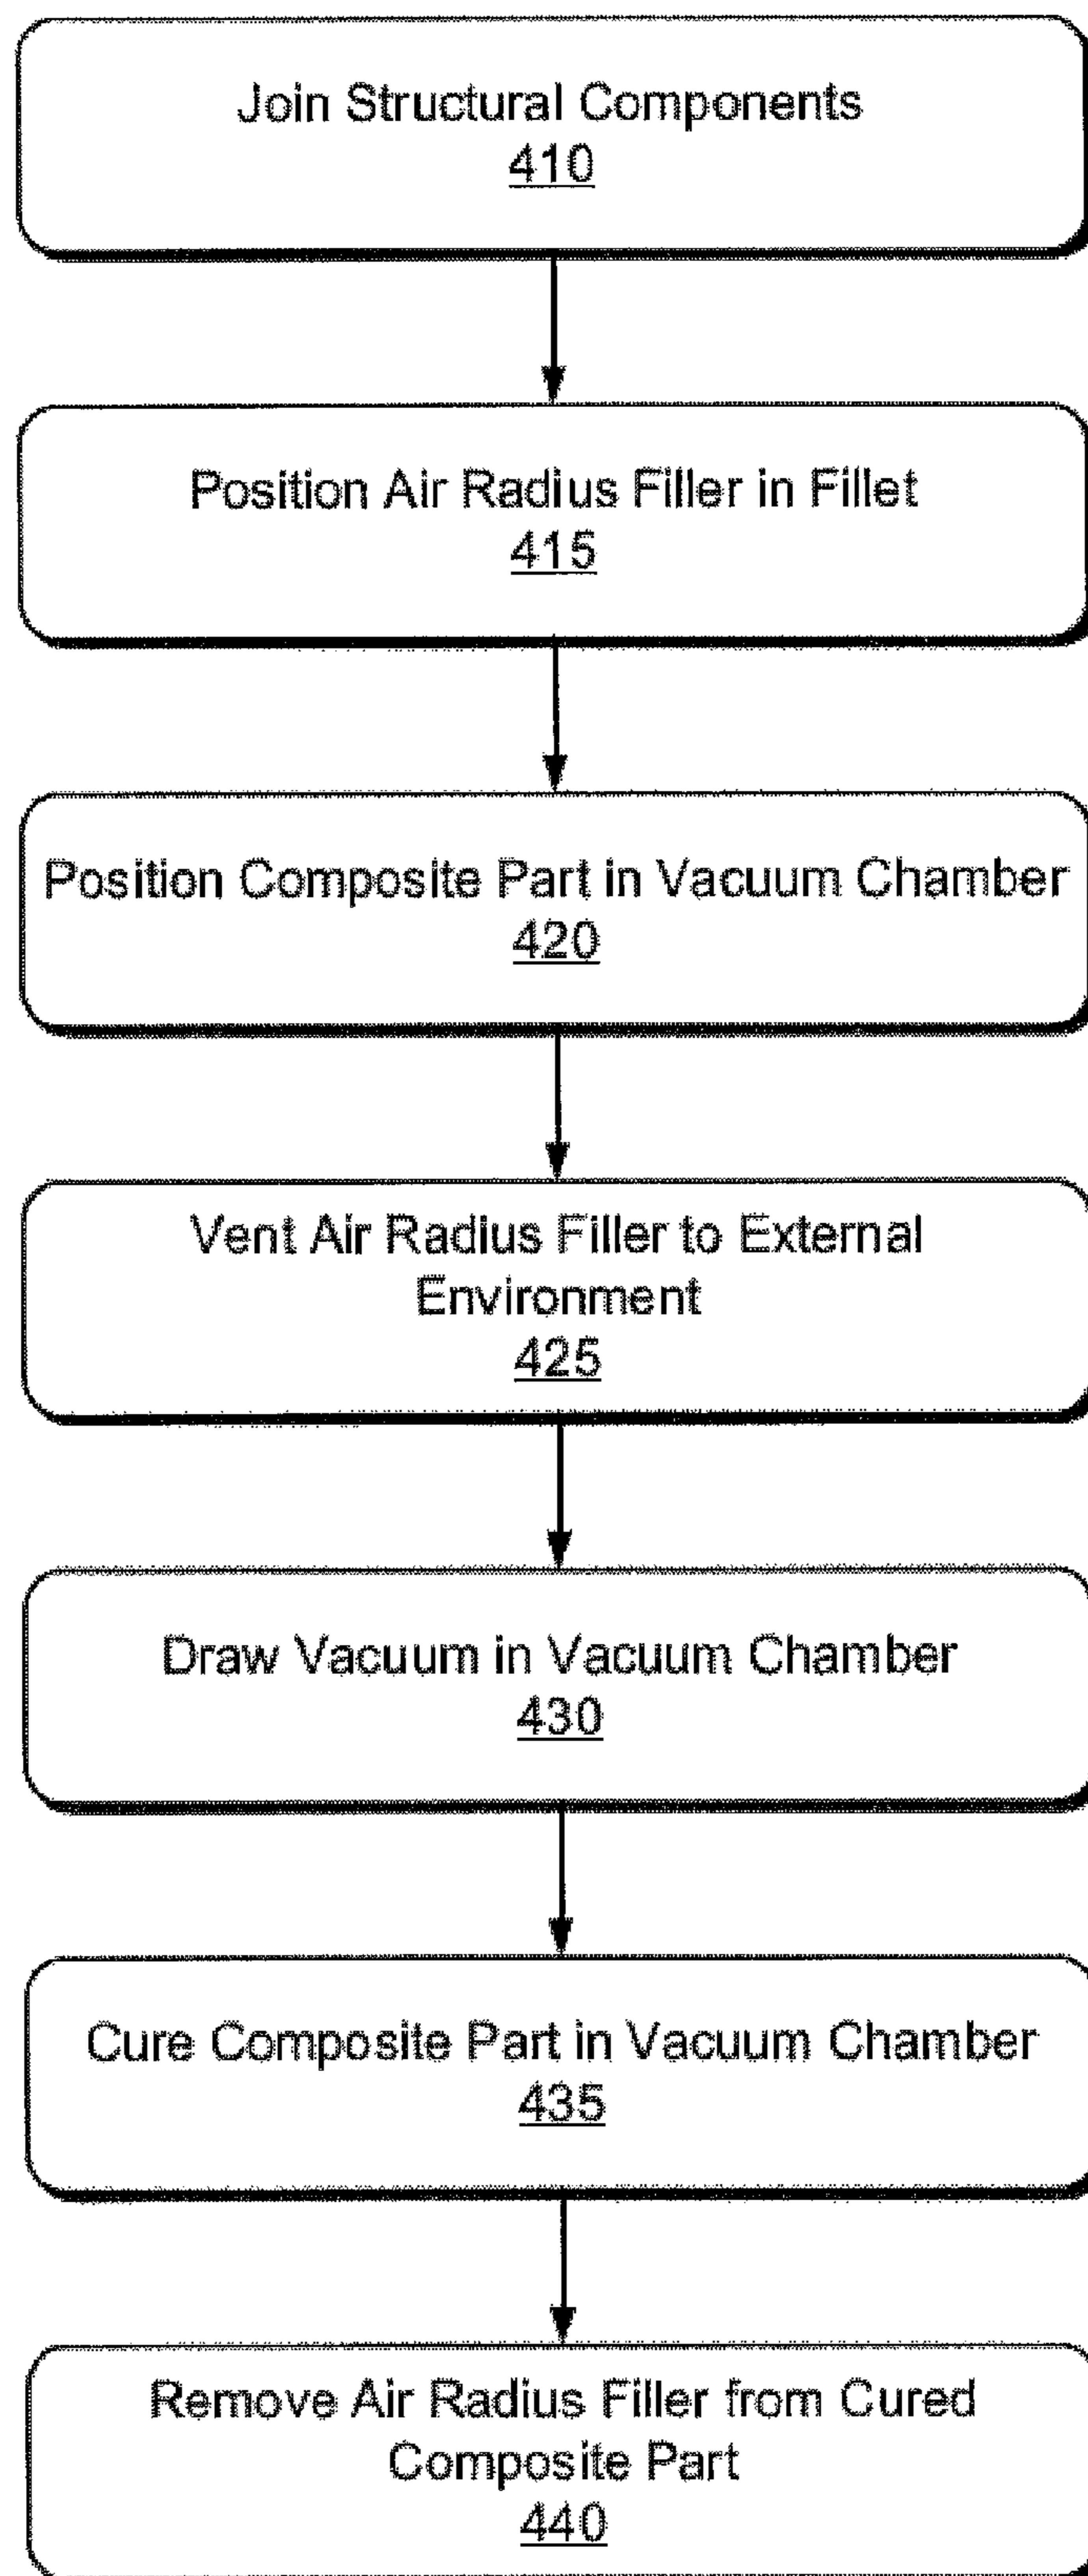 Join Structural Components
410
Position Air Radius Filler in Fillet
415
Position Composite Part in Vacuum Chamber
420
Vent Air Radius Filler to External
Environment
425
Draw Vacuum in Vacuum Chamber
430
Cure Composite Part in Vacuum Chamber
435
Remove Air Radius Filler from Cured
Composite Part
440